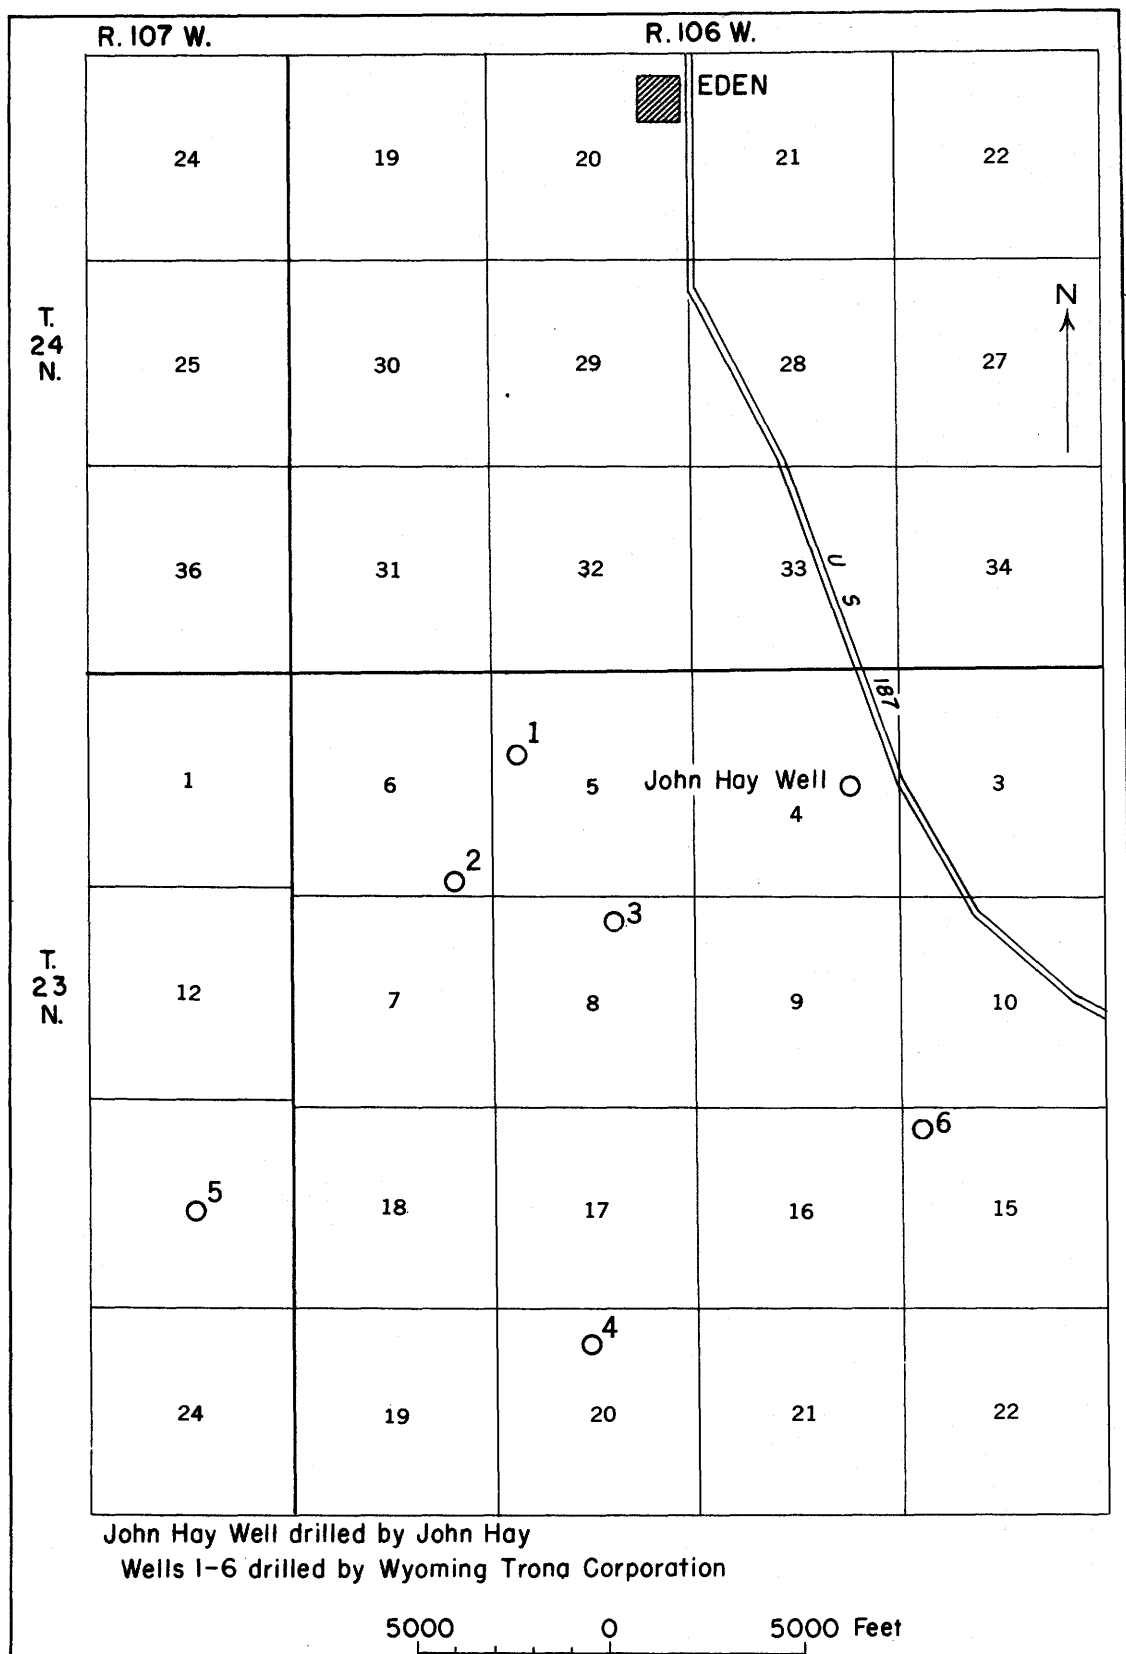 R. 107 W. R. 106 W.
EDEN
24 19 20 21 22
N
T.
24
N.
25 30 29 28 27
36 31 32 33 34
U S
187
1
1 6 5 John Hay Well 3
4
2
3
T.
23
N.
12 7 8 9 10
6
5
18 17 16 15
4
24 19 20 21 22
John Hay Well drilled by John Hay
Wells 1-6 drilled by Wyoming Trona Corporation
5000 0 5000 Feet